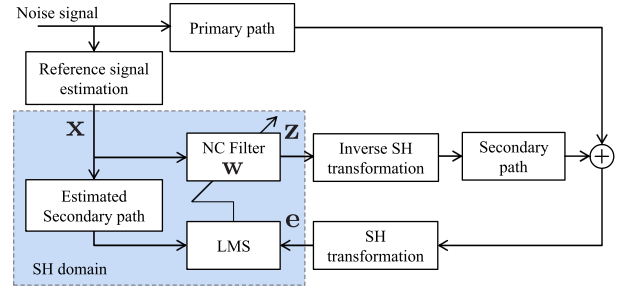 Noise signal
Primary path
Reference signal
estimation
x
NC Filter
w
z
Inverse SH
transformation
Secondary
path
+
Estimated
Secondary path
LMS
e
SH
transformation
SH domain